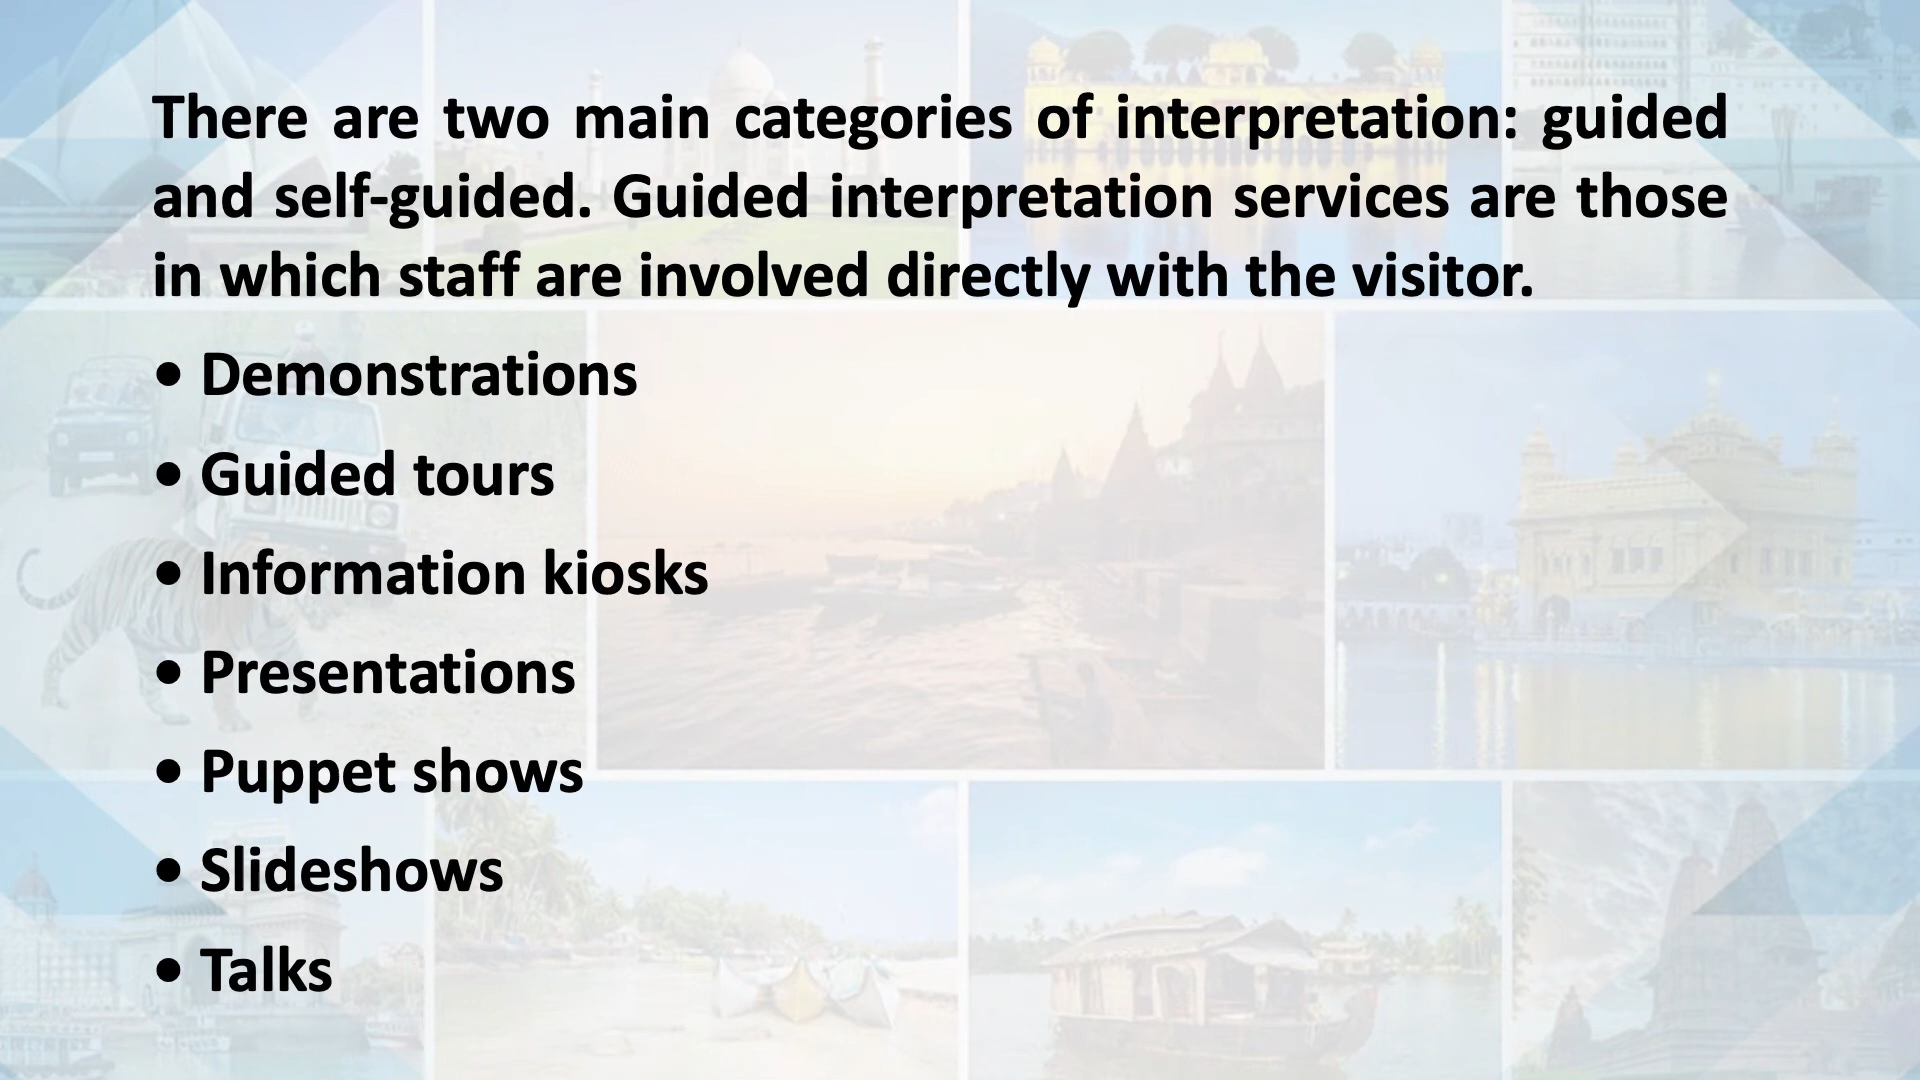 There are two main categories of interpretation: guided
and self-guided. Guided interpretation services are those
in which staff are involved directly with the visitor.
• Demonstrations
• Guided tours
• Information kiosks
• Presentations
• Puppet shows
• Slideshows
• Talks